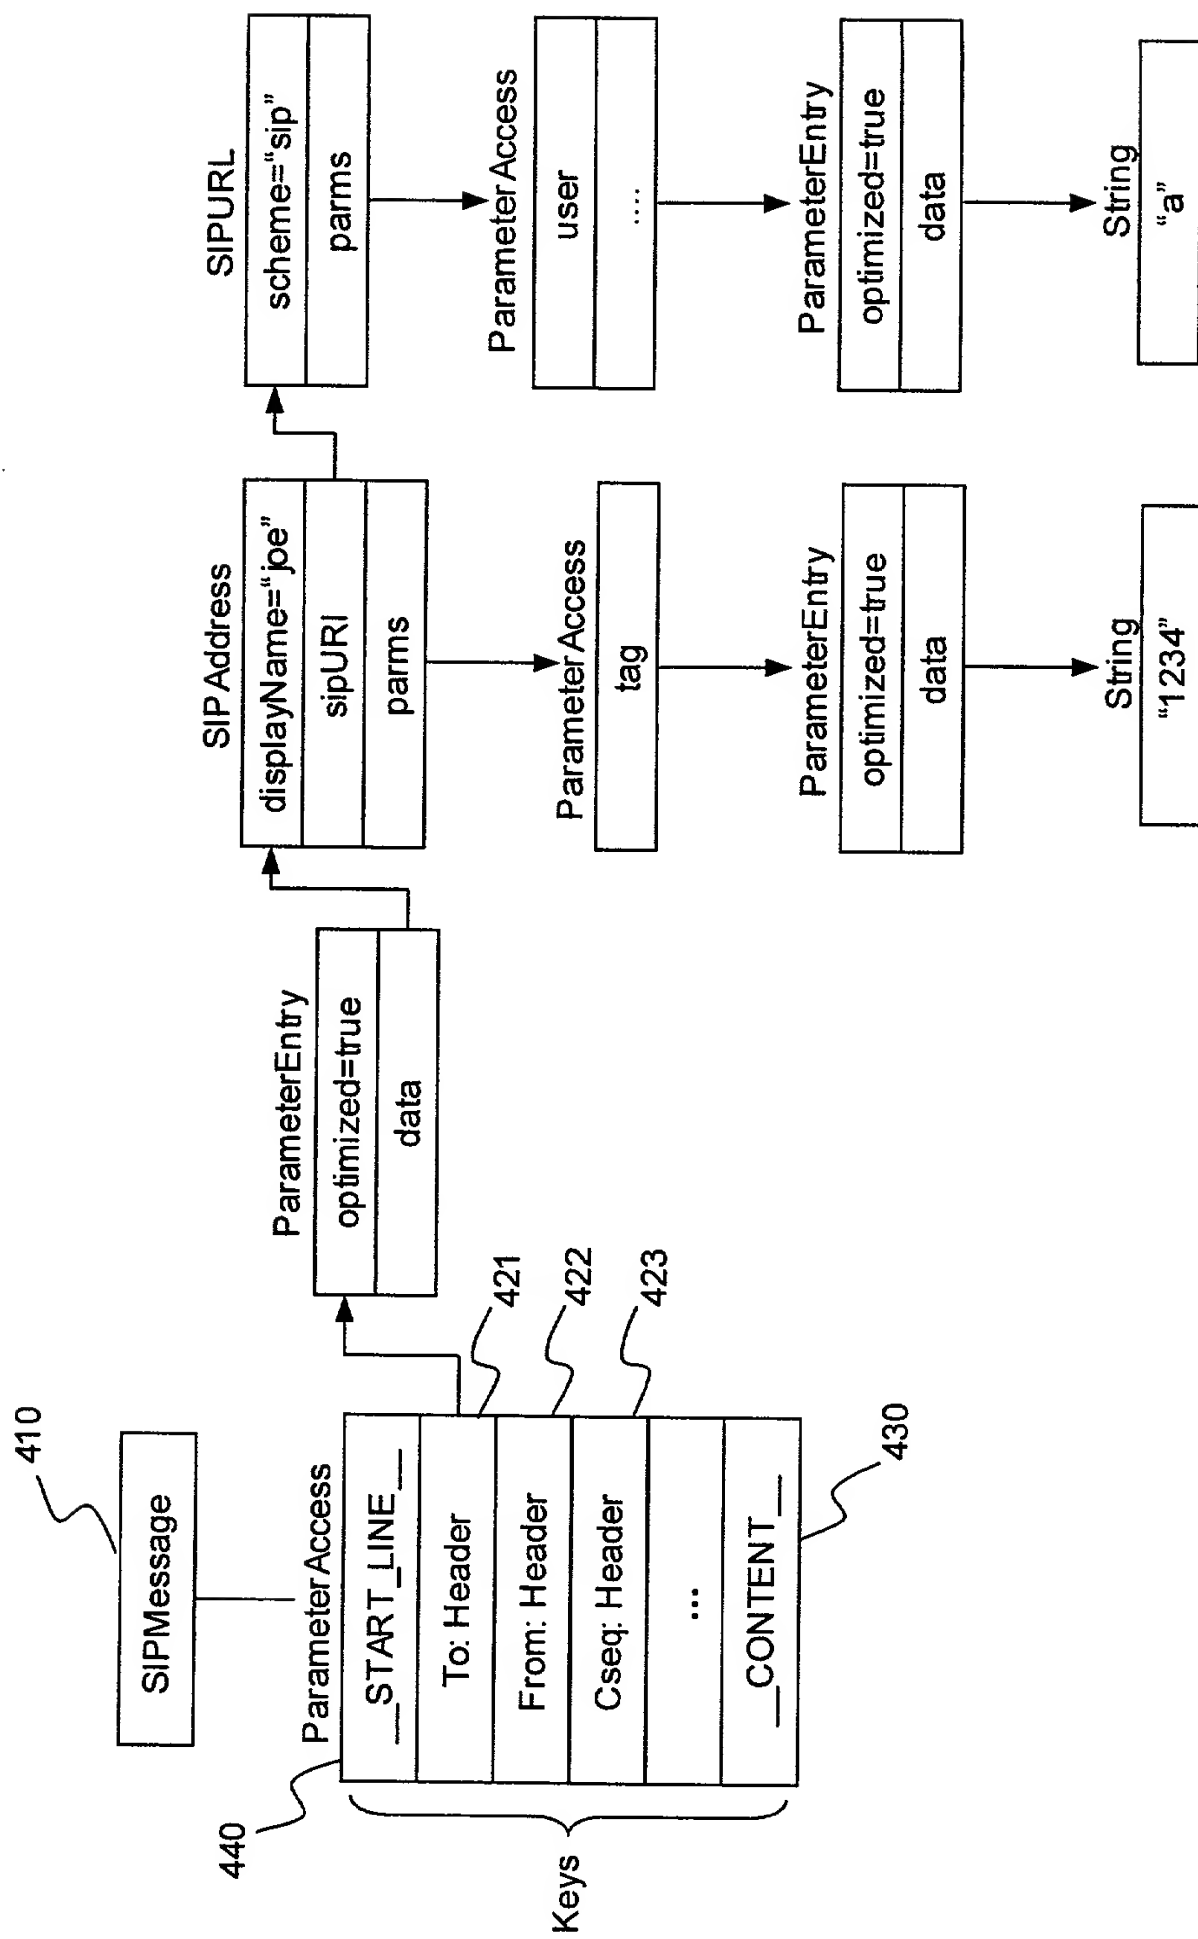 410
SIPMessage
ParameterAccess
440
__START_LINE__
To: Header
From: Header
Cseq: Header
...
__CONTENT__
Keys
421
422
423
430
ParameterEntry
optimized=true
data
SIPAddress
displayName="joe"
sipURI
parms
ParameterAccess
tag
ParameterEntry
optimized=true
data
String
"1234"
SIPURL
scheme="sip"
parms
ParameterAccess
user
....
ParameterEntry
optimized=true
data
String
"a"